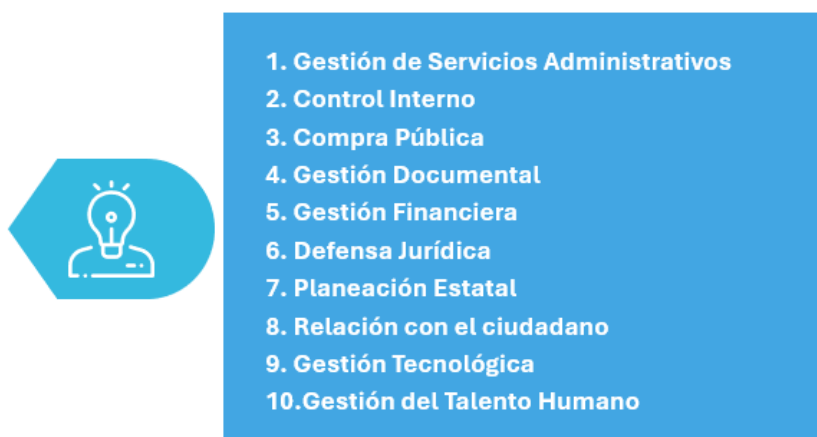 1. Gestión de Servicios Administrativos
2. Control Interno
3. Compra Pública
4. Gestión Documental
5. Gestión Financiera
6. Defensa Jurídica
7. Planeación Estatal
8. Relación con el ciudadano
9. Gestión Tecnológica
10.Gestión del Talento Humano